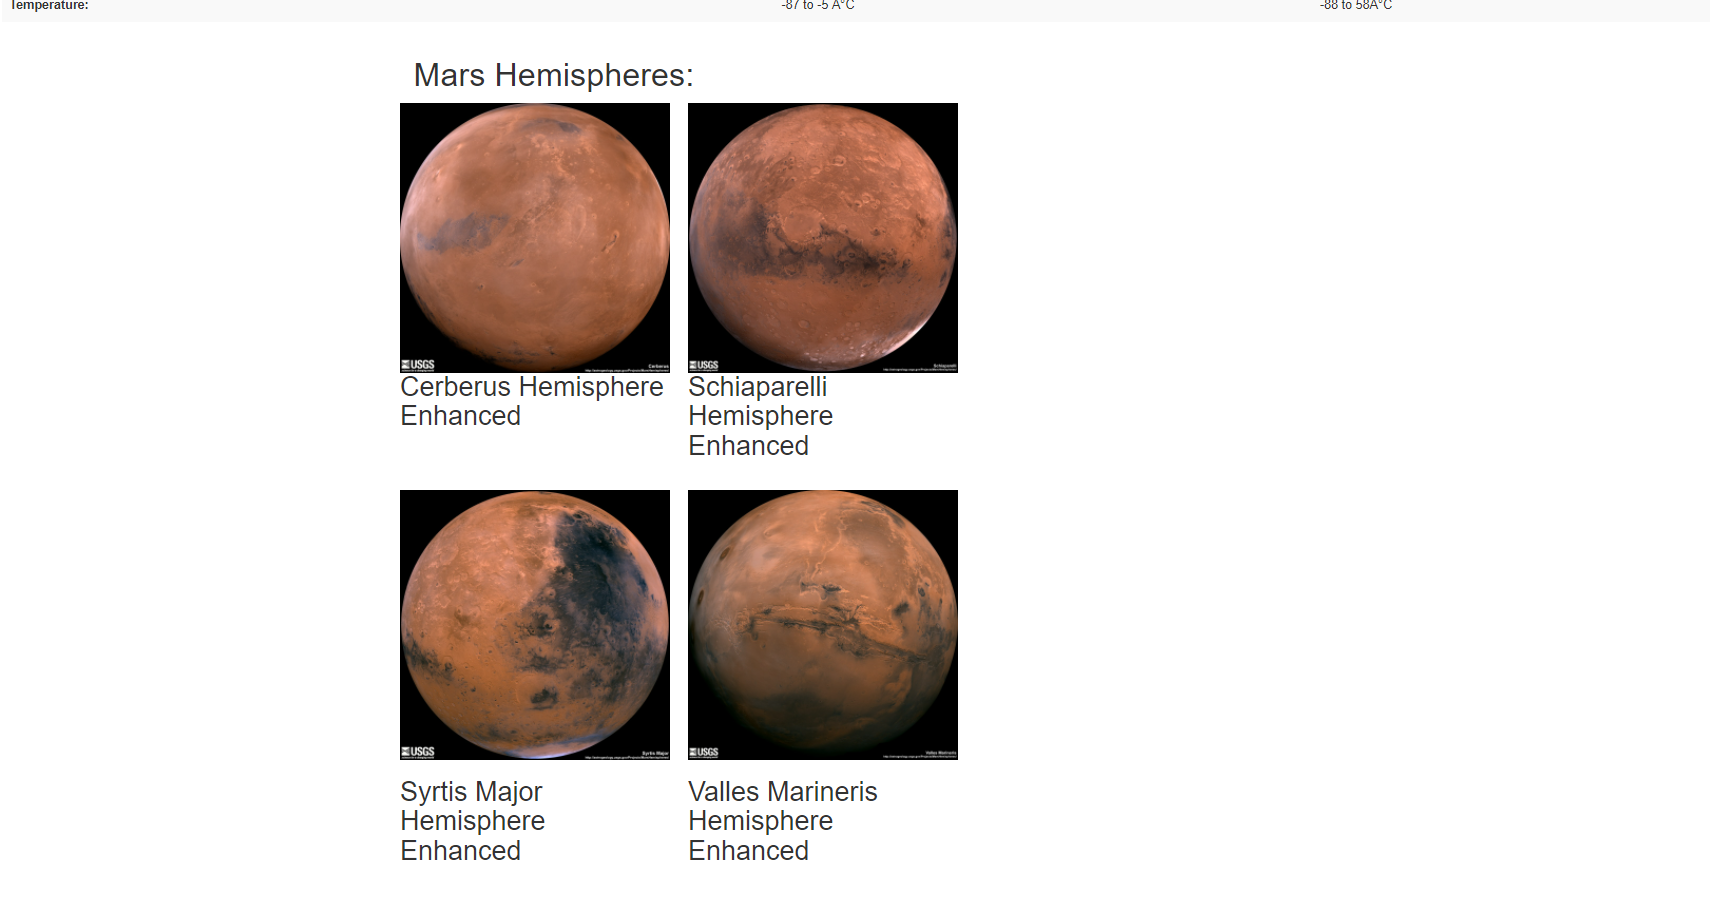 Temperature: -87 to -5 Â°C -88 to 58Â°C
Mars Hemispheres:
USGS Cerberus
USGS Schiaparelli
Cerberus Hemisphere Enhanced
Schiaparelli Hemisphere Enhanced
USGS Syrtis Major
USGS Valles Marineris
Syrtis Major Hemisphere Enhanced
Valles Marineris Hemisphere Enhanced